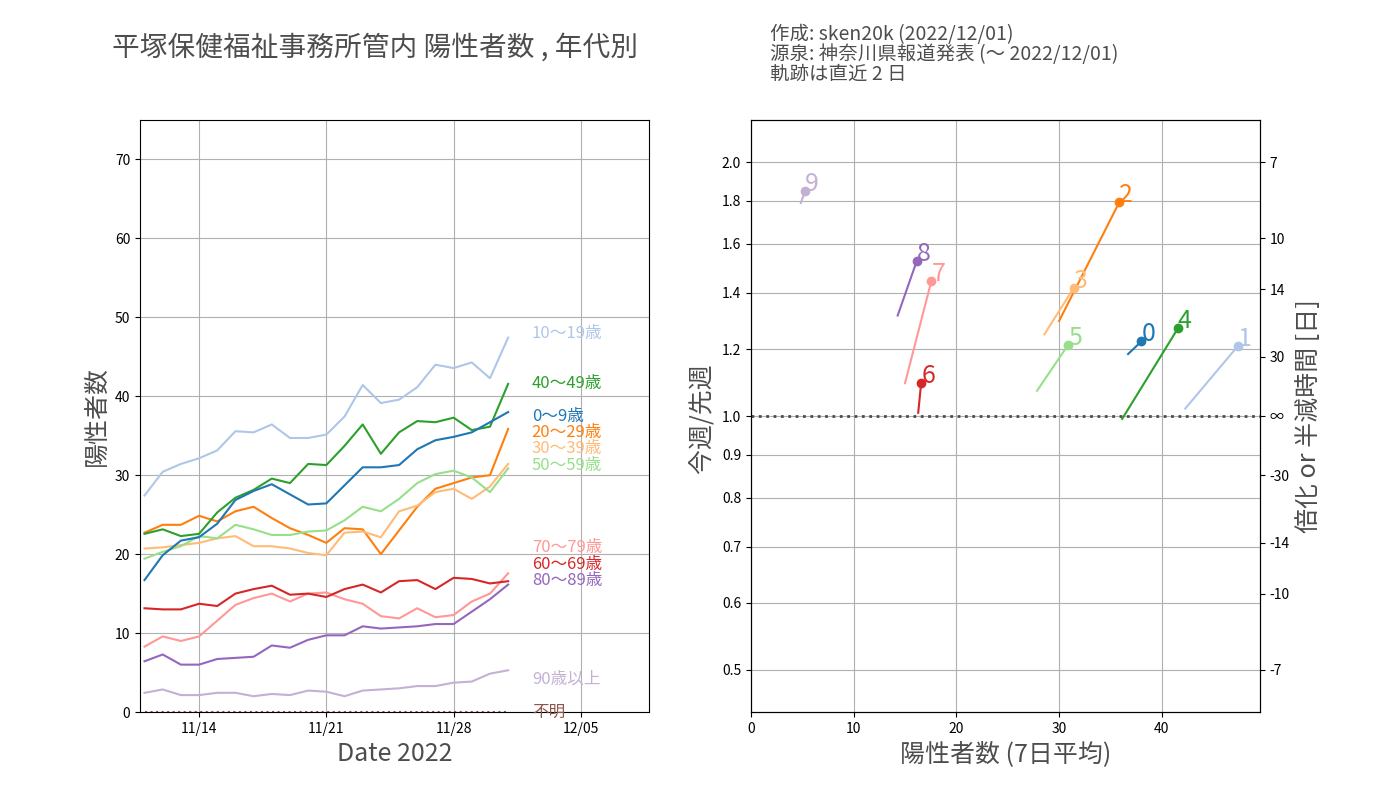 平塚保健福祉事務所管内 陽性者数 , 年代別
作成: sken20k (2022/12/01)
源泉: 神奈川県報道発表 (～ 2022/12/01)
軌跡は直近 2 日
陽性者数
70
60
50
40
30
20
10
0
10～19歳
40～49歳
0～9歳
20～29歳
30～39歳
50～59歳
70～79歳
60～69歳
80～89歳
90歳以上
不明
11/14
11/21
11/28
12/05
Date 2022
今週/先週
2.0
1.8
1.6
1.4
1.2
1.0
0.9
0.8
0.7
0.6
0.5
9
2
8
7
3
4
0
5
1
6
7
10
14
30
∞
-30
-14
-10
-7
倍化 or 半減時間 [日]
0
10
20
30
40
陽性者数 (7日平均)